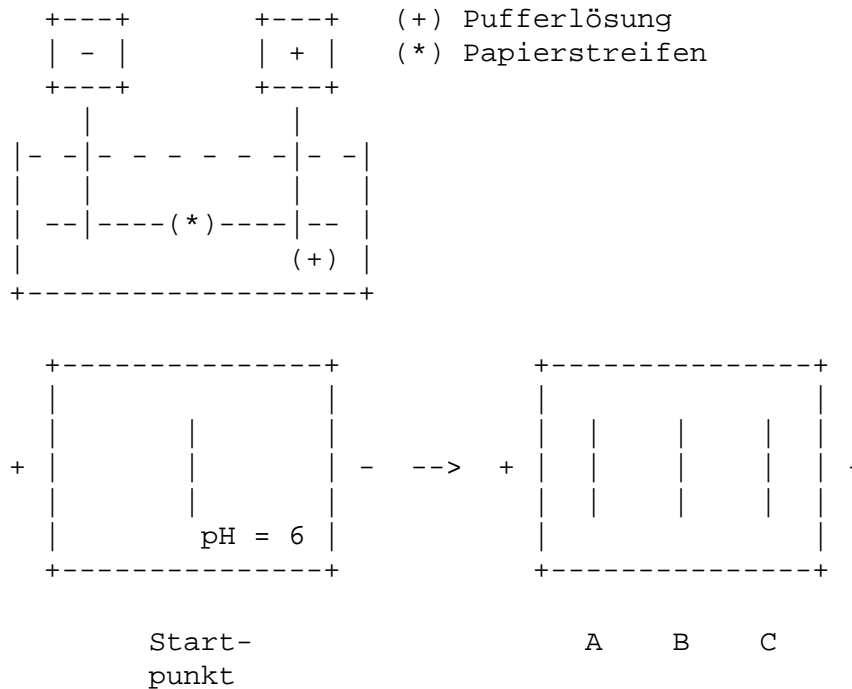 (+) Pufferlösung
- + (*) Papierstreifen
(*)
(+)
+ - --> + -
pH = 6
Start- A B C
punkt